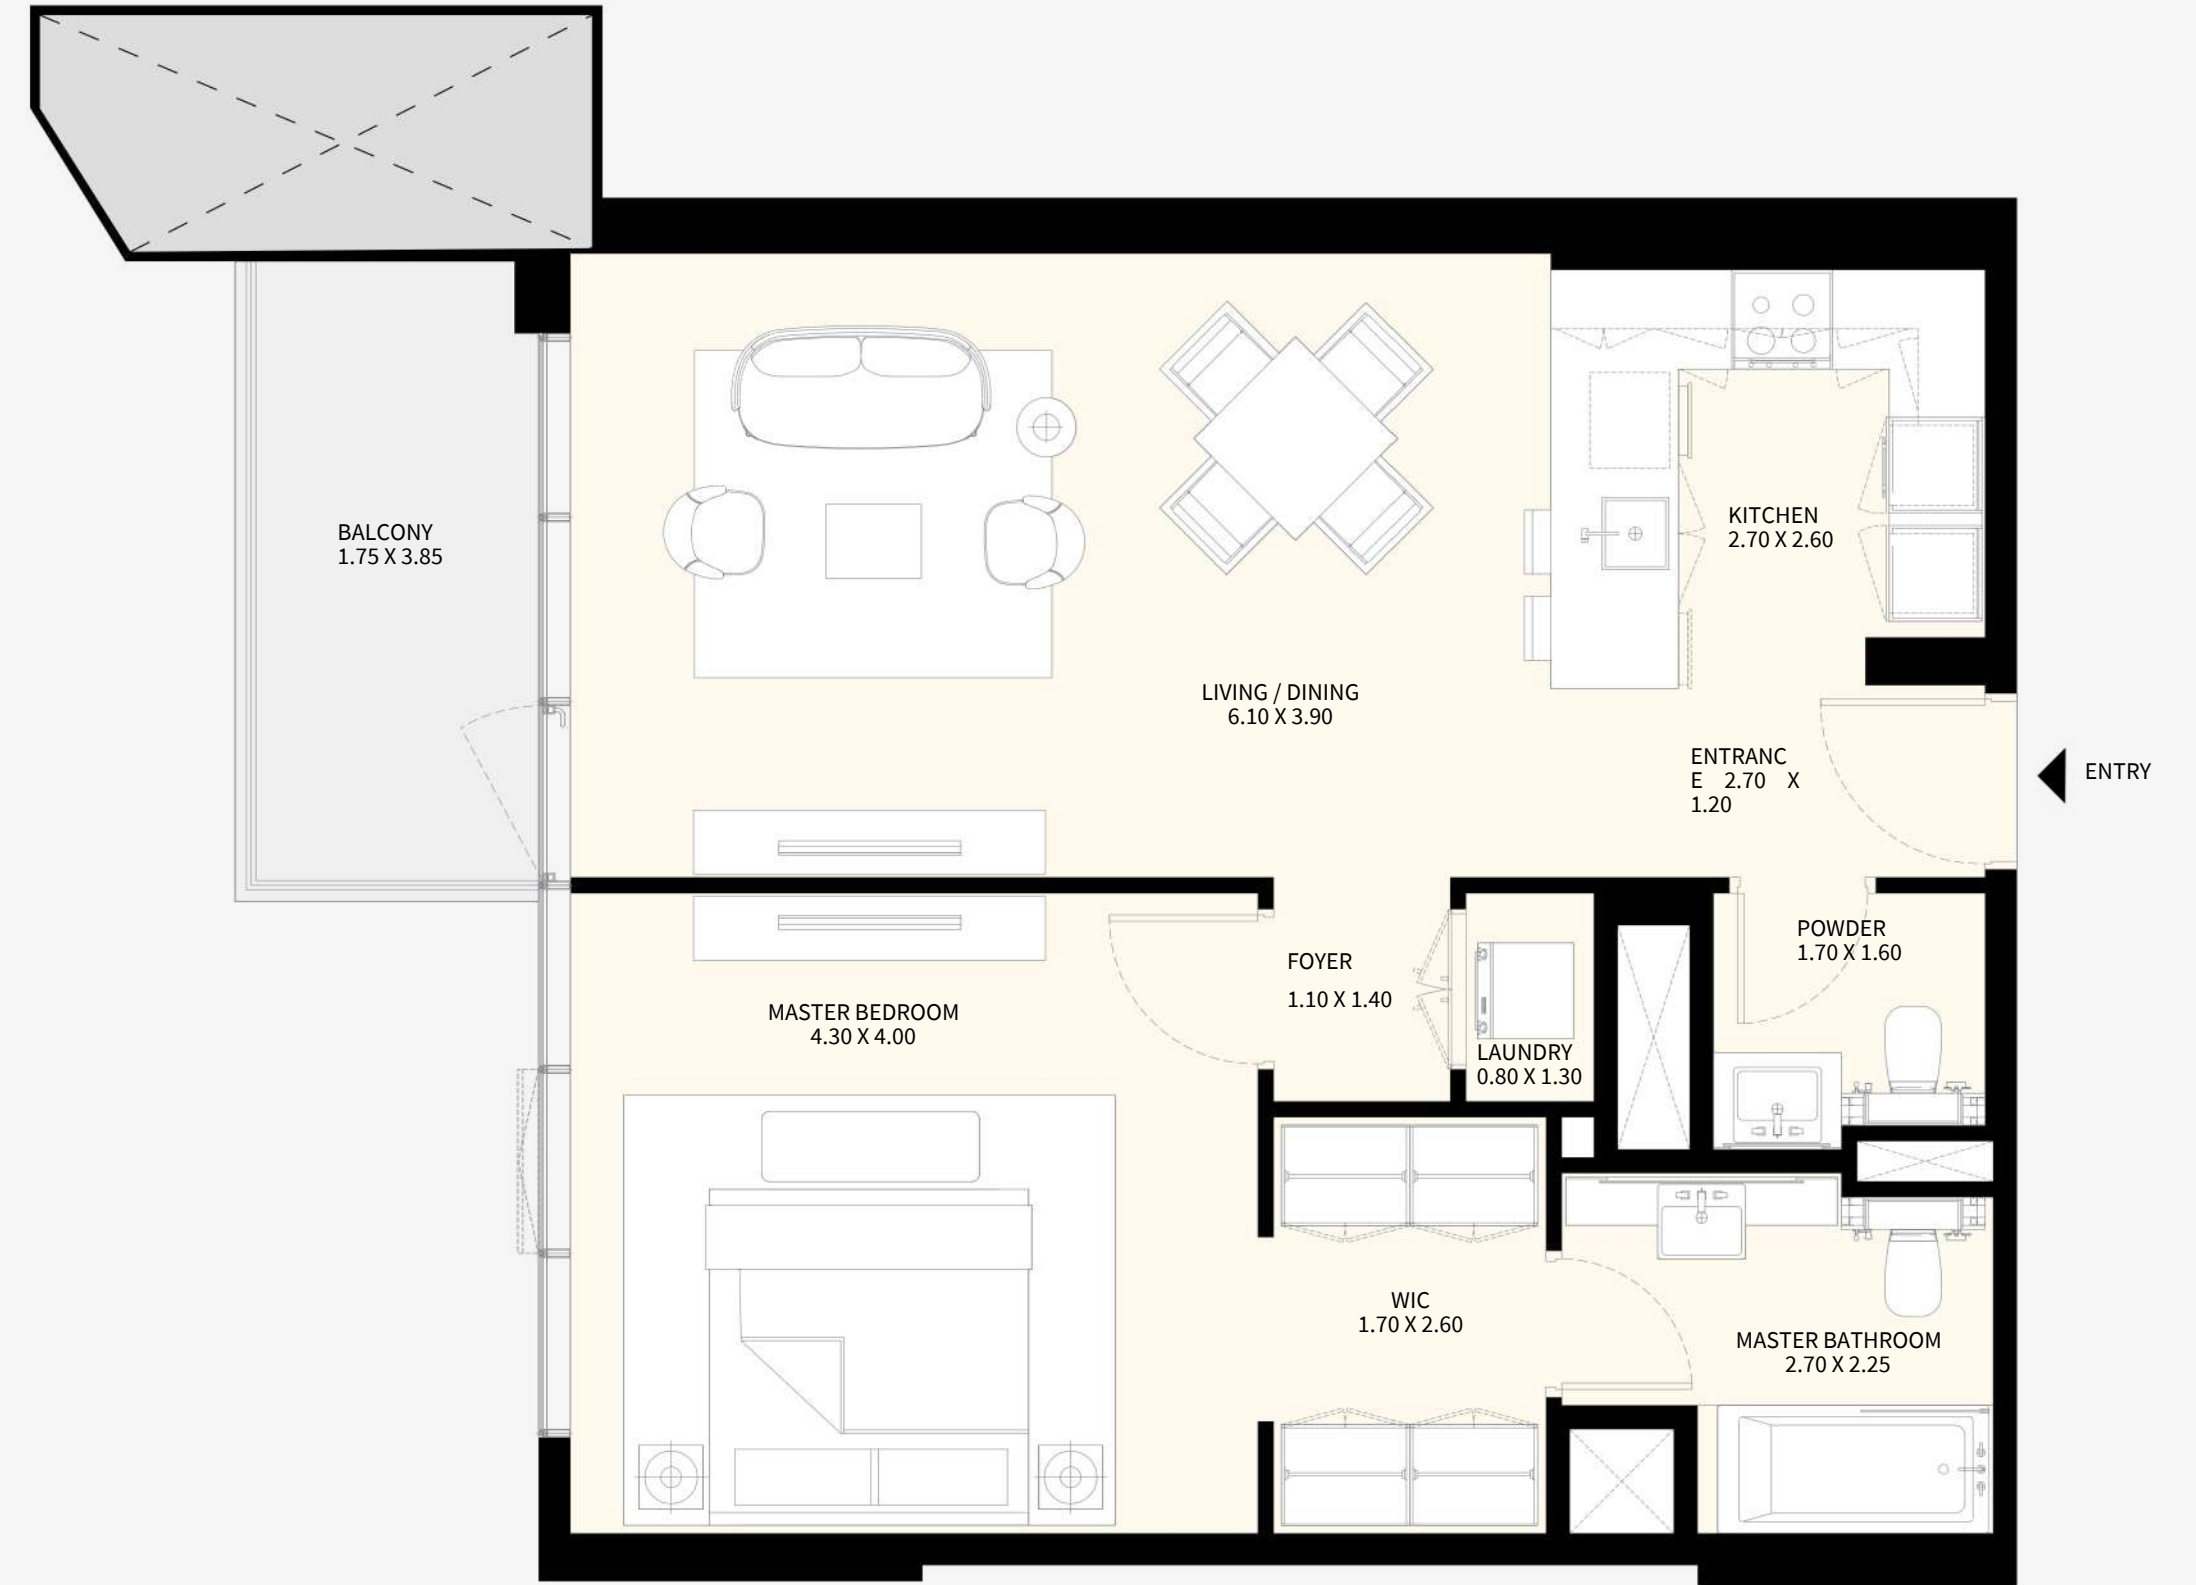 BALCONY
1.75 X 3.85
KITCHEN
2.70 X 2.60
LIVING / DINING
6.10 X 3.90
ENTRANC
E 2.70 X
1.20
ENTRY
POWDER
1.70 X 1.60
FOYER
1.10 X 1.40
MASTER BEDROOM
4.30 X 4.00
LAUNDRY
0.80 X 1.30
WIC
1.70 X 2.60
MASTER BATHROOM
2.70 X 2.25